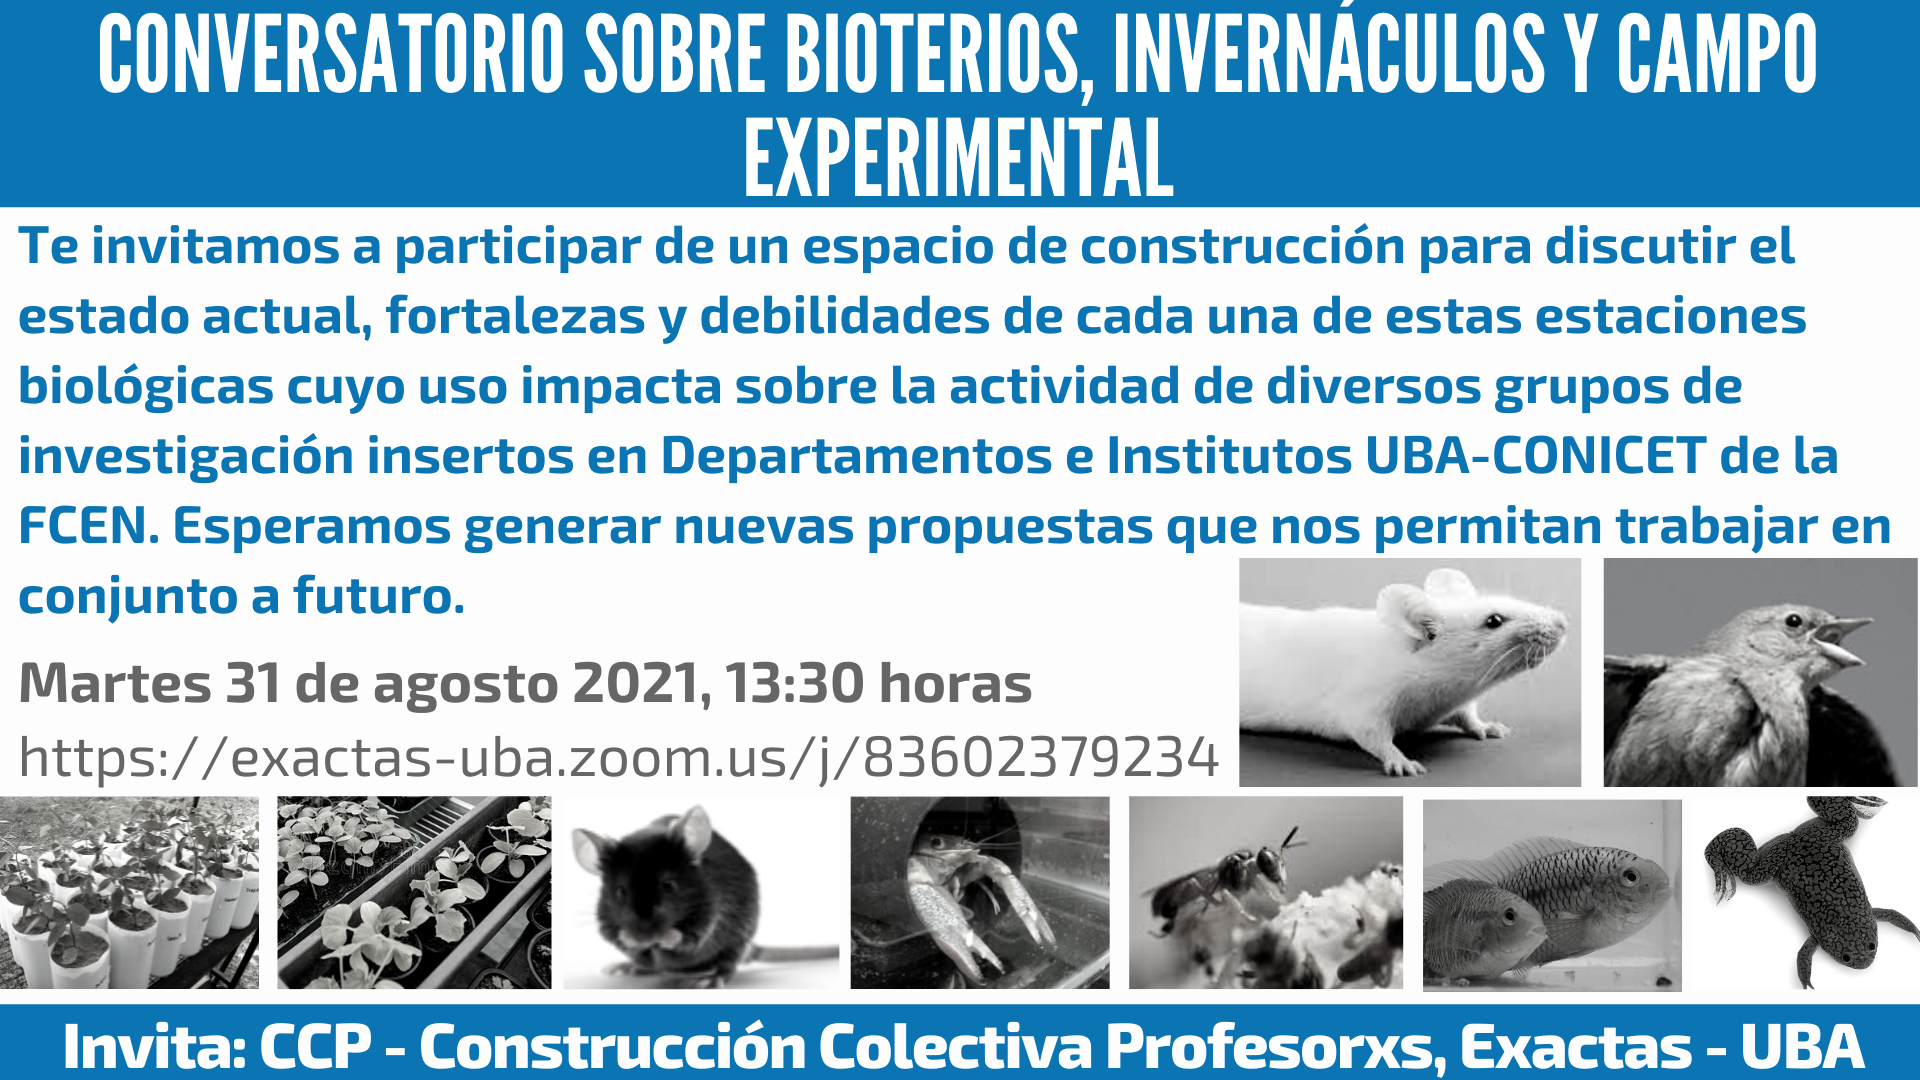 CONVERSATORIO SOBRE BIOTERIOS, INVERNÁCULOS Y CAMPO
EXPERIMENTAL
Te invitamos a participar de un espacio de construcción para discutir el
estado actual, fortalezas y debilidades de cada una de estas estaciones
biológicas cuyo uso impacta sobre la actividad de diversos grupos de
investigación insertos en Departamentos e Institutos UBA-CONICET de la
FCEN. Esperamos generar nuevas propuestas que nos permitan trabajar en
conjunto a futuro.
Martes 31 de agosto 2021, 13:30 horas
https://exactas-uba.zoom.us/j/83602379234
Invita: CCP - Construcción Colectiva Profesorxs, Exactas - UBA